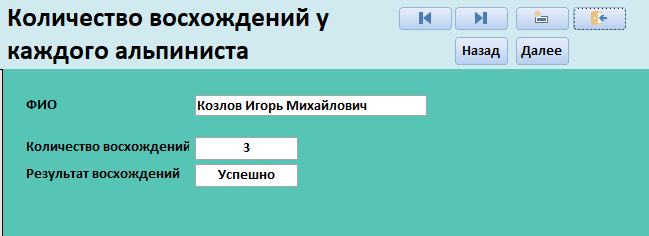 Количество восхождений у
каждого альпиниста
Назад Далее
ФИО Козлов Игорь Михайлович
Количество восхождений 3
Результат восхождений Успешно